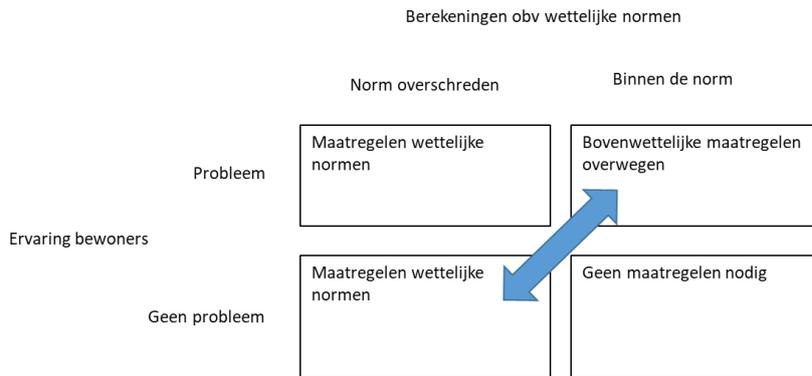 Berekeningen obv wettelijke normen
Norm overschreden
Binnen de norm
Probleem
Maatregelen wettelijke
normen
Bovenwettelijke maatregelen
overwegen
Ervaring bewoners
Geen probleem
Maatregelen wettelijke
normen
Geen maatregelen nodig